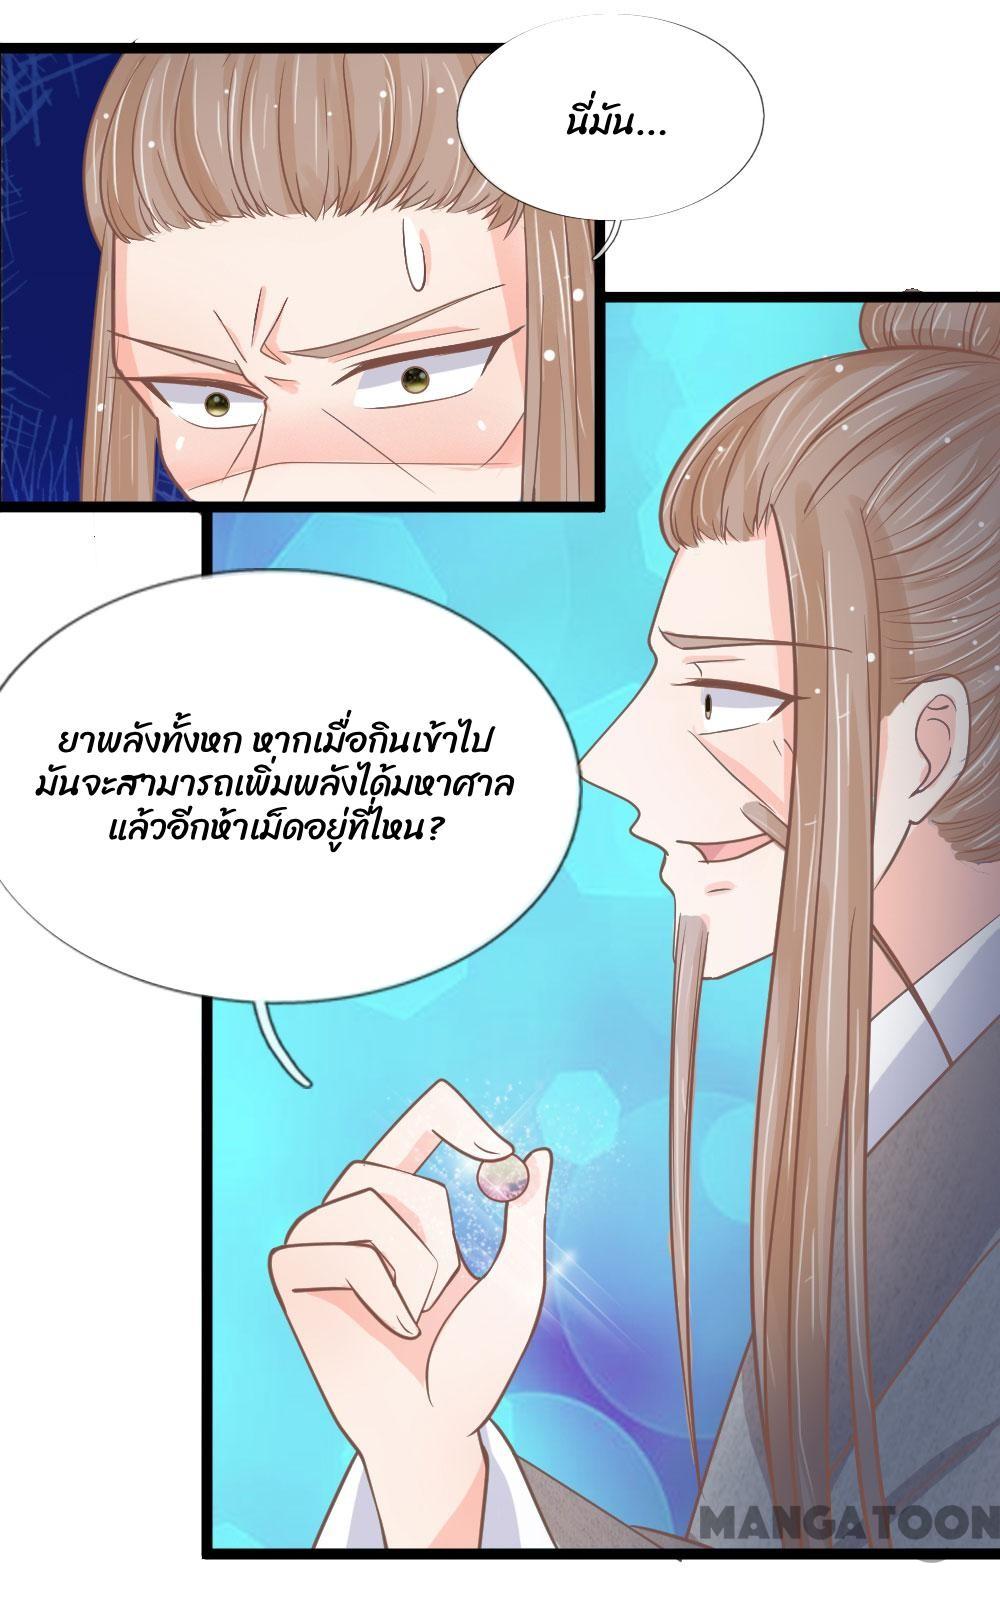 นี่มัน...
ยาพลังทั้งหก หากเมื่อกินเข้าไป
มันจะสามารถเพิ่มพลังได้มหาศาล
แล้วอีกห้าเม็ดอยู่ที่ไหน?
MANGATOON